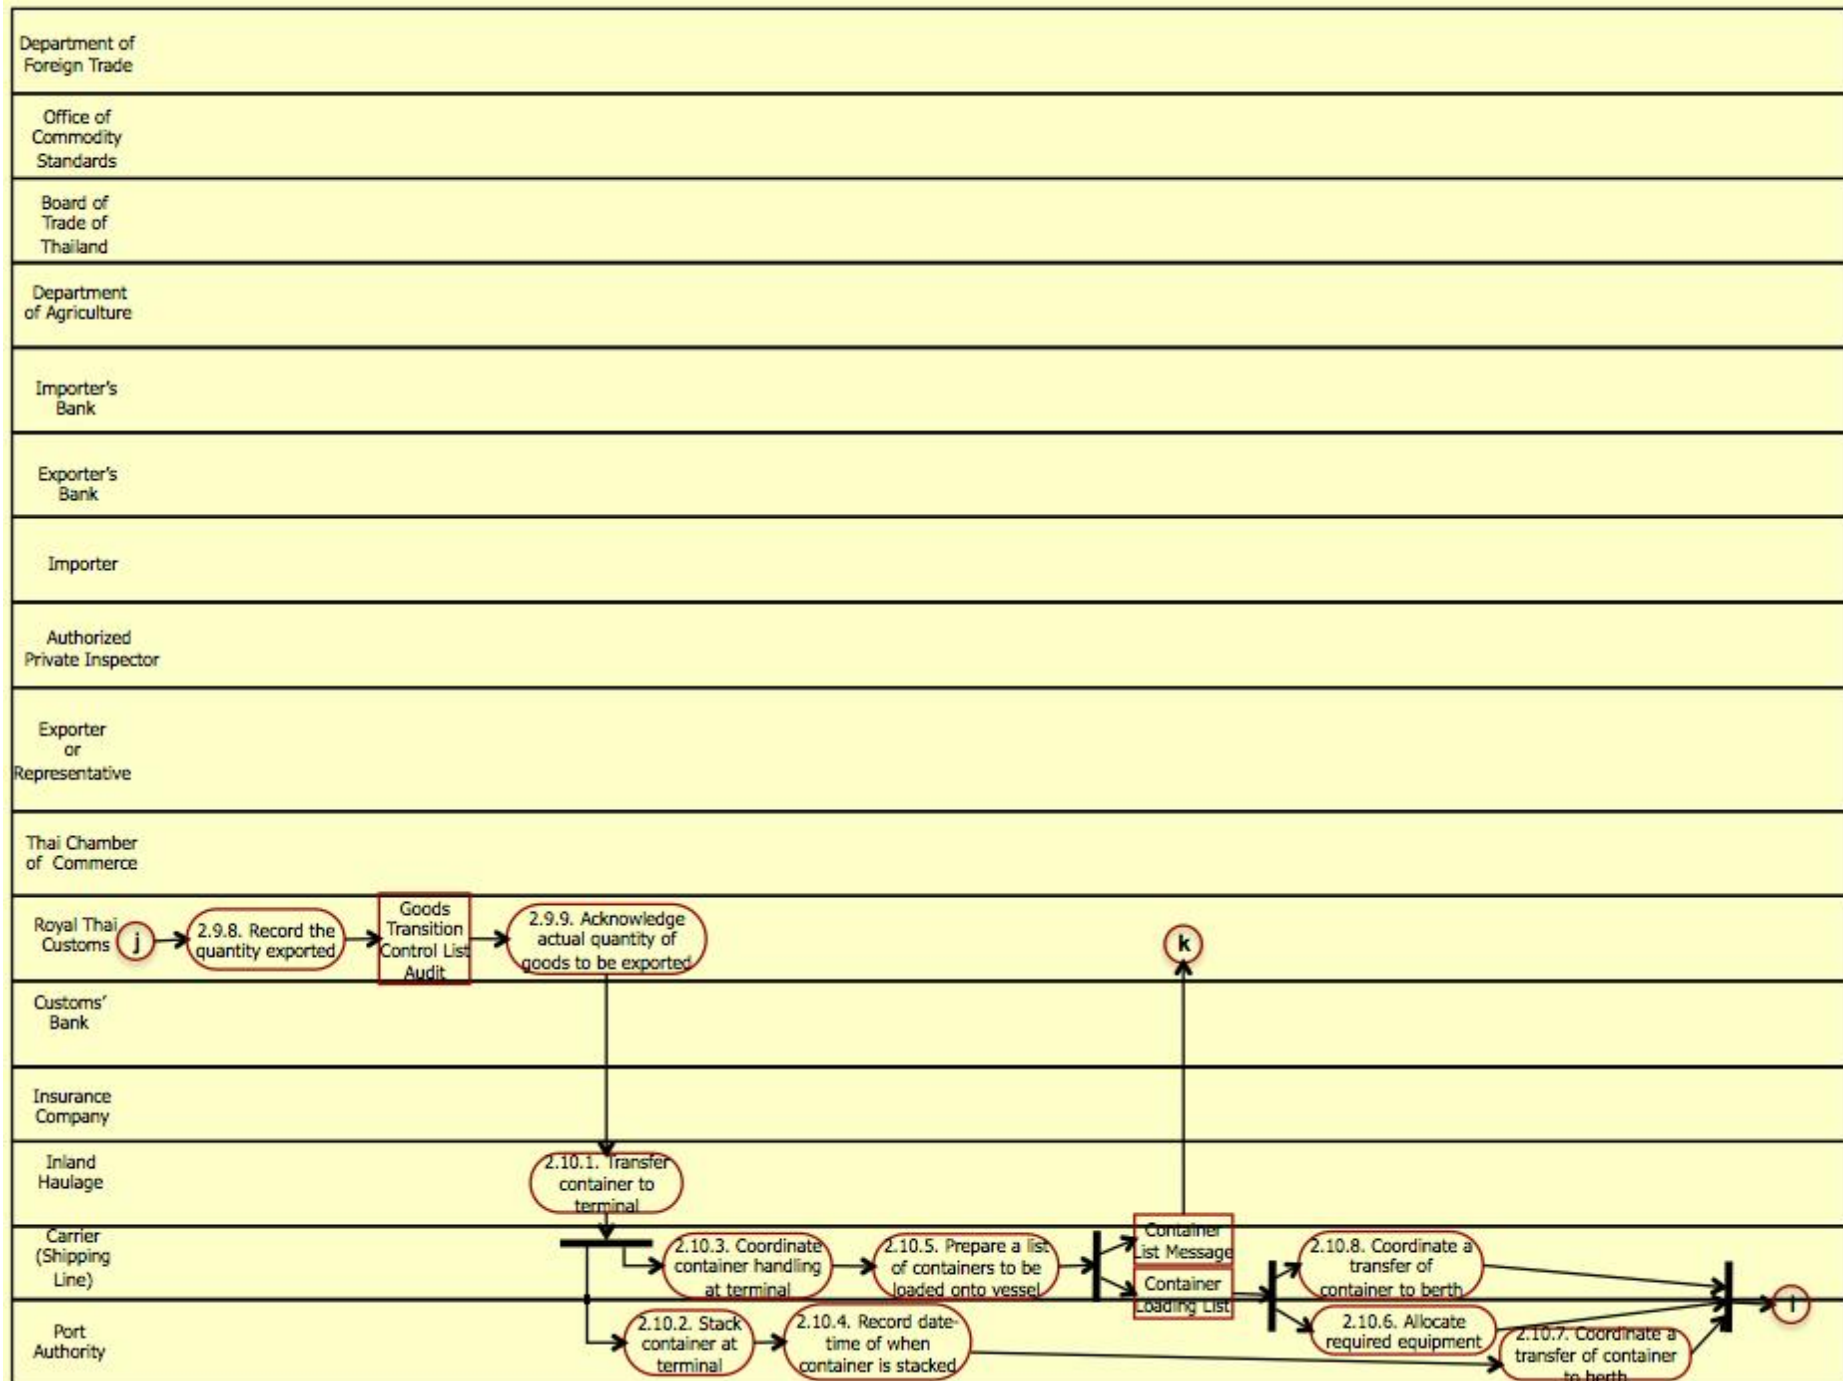 Department of
Foreign Trade
Office of
Commodity
Standards
Board of
Trade of
Thailand
Department
of Agriculture
Importer's
Bank
Exporter's
Bank
Importer
Authorized
Private Inspector
Exporter
or
Representative
Thai Chamber
of Commerce
Royal Thai
Customs
j
2.9.8. Record the
quantity exported
Goods
Transition
Control List
Audit
2.9.9. Acknowledge
actual quantity of
goods to be exported
k
Customs'
Bank
Insurance
Company
Inland
Haulage
2.10.1. Transfer
container to
terminal
Carrier
(Shipping
Line)
2.10.3. Coordinate
container handling
at terminal
2.10.5. Prepare a list
of containers to be
loaded onto vessel
Container
List Message
Container
Loading List
2.10.8. Coordinate a
transfer of
container to berth
l
Port
Authority
2.10.2. Stack
container at
terminal
2.10.4. Record date-
time of when
container is stacked
2.10.6. Allocate
required equipment
2.10.7. Coordinate a
transfer of container
to berth